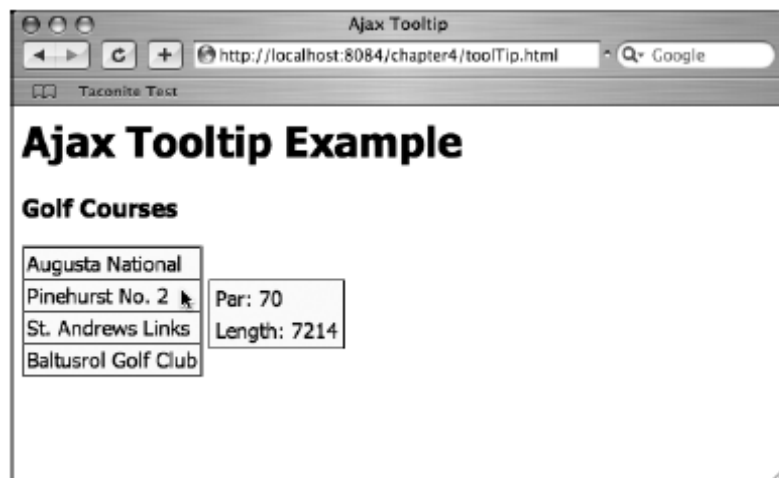 Ajax Tooltip
http://localhost:8084/chapter4/toolTip.html
Google
Taconite Test
Ajax Tooltip Example
Golf Courses
Augusta National
Pinehurst No. 2
St. Andrews Links
Baltusrol Golf Club
Par: 70
Length: 7214